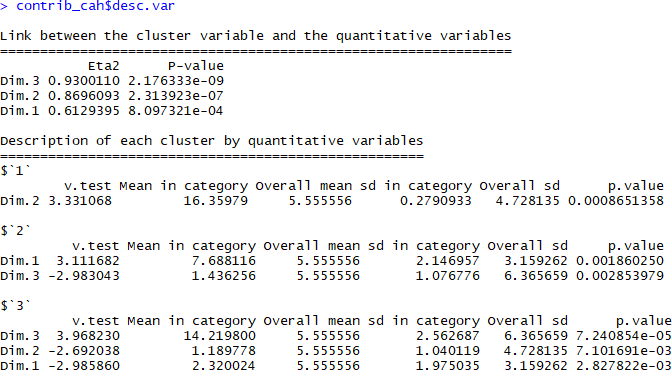 > contrib_cah$desc.var
Link between the cluster variable and the quantitative variables
================================================================
Eta2 P-value
Dim.3 0.9300110 2.176333e-09
Dim.2 0.8696093 2.313923e-07
Dim.1 0.6129395 8.097321e-04
Description of each cluster by quantitative variables
=====================================================
$`1`
v.test Mean in category Overall mean sd in category Overall sd p.value
Dim.2 3.331068 16.35979 5.555556 0.2790933 4.728135 0.0008651358
$`2`
v.test Mean in category Overall mean sd in category Overall sd p.value
Dim.1 3.111682 7.688116 5.555556 2.146957 3.159262 0.001860250
Dim.3 -2.983043 1.436256 5.555556 1.076776 6.365659 0.002853979
$`3`
v.test Mean in category Overall mean sd in category Overall sd p.value
Dim.3 3.968230 14.219800 5.555556 2.562687 6.365659 7.240854e-05
Dim.2 -2.692038 1.189778 5.555556 1.040119 4.728135 7.101691e-03
Dim.1 -2.985860 2.320024 5.555556 1.975035 3.159262 2.827822e-03